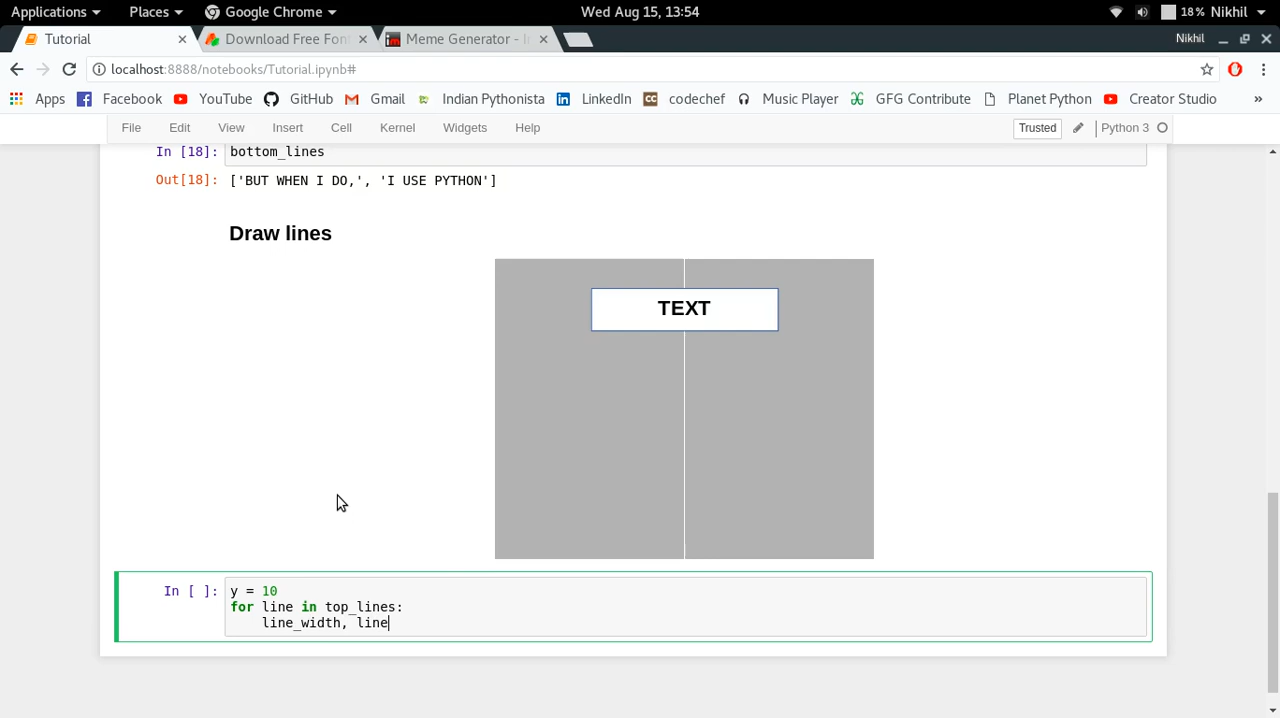 Applications Places Google Chrome Wed Aug 15, 13:54 18% Nikhil
Tutorial Download Free Fon Meme Generator - I Nikhil
localhost:8888/notebooks/Tutorial.ipynb#
Apps Facebook YouTube GitHub Gmail Indian Pythonista LinkedIn codechef Music Player GFG Contribute Planet Python Creator Studio »
File Edit View Insert Cell Kernel Widgets Help Trusted Python 3
In [18]: bottom_lines
Out[18]: ['BUT WHEN I DO,', 'I USE PYTHON']
Draw lines
TEXT
In [ ]: y = 10
for line in top_lines:
line_width, line